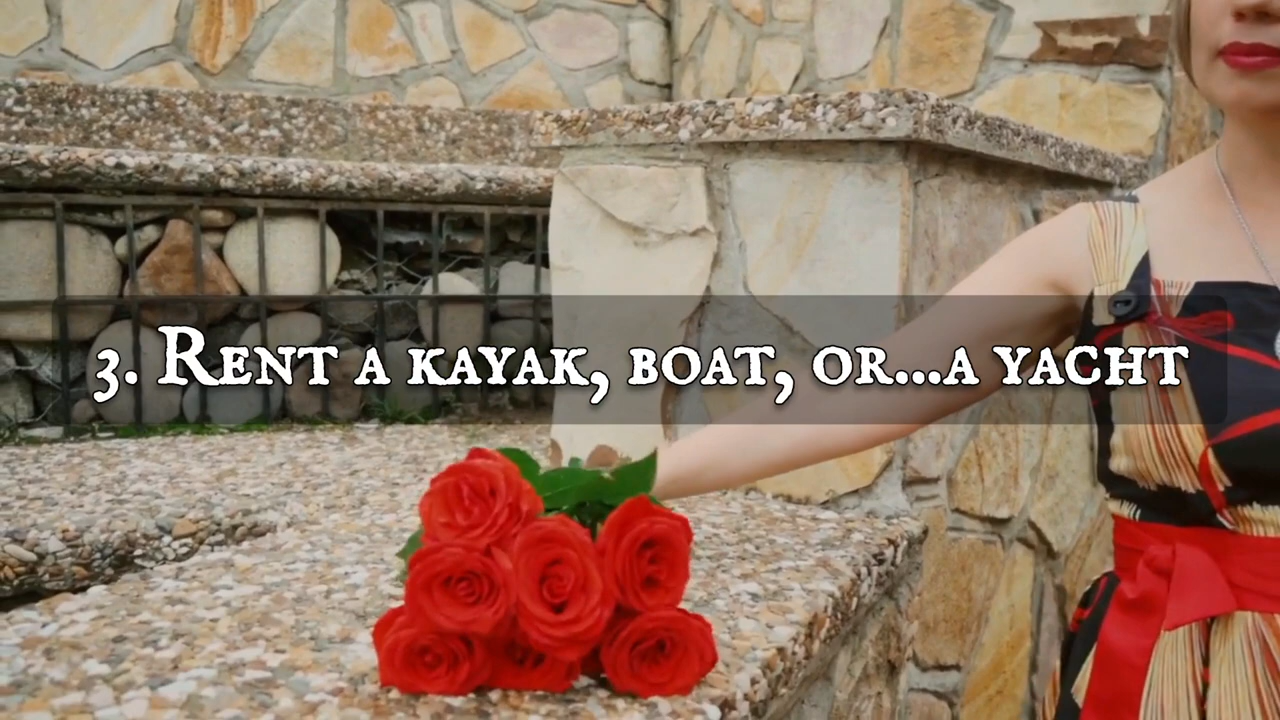 3. Rent a kayak, boat, or...a yacht